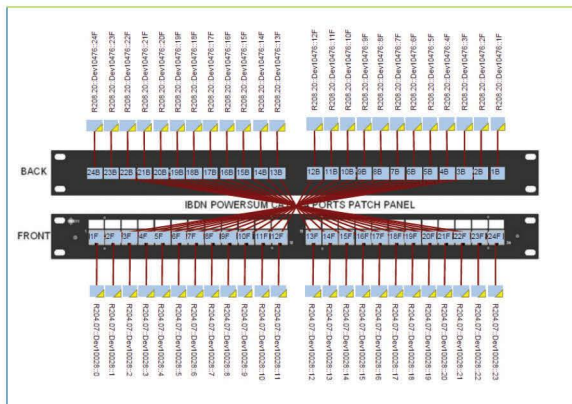 R208.20::Dev10476::24F
R208.20::Dev10476::23F
R208.20::Dev10476::22F
R208.20::Dev10476::21F
R208.20::Dev10476::20F
R208.20::Dev10476::19F
R208.20::Dev10476::18F
R208.20::Dev10476::17F
R208.20::Dev10476::16F
R208.20::Dev10476::15F
R208.20::Dev10476::14F
R208.20::Dev10476::13F
R208.20::Dev10476::12F
R208.20::Dev10476::11F
R208.20::Dev10476::10F
R208.20::Dev10476::9F
R208.20::Dev10476::8F
R208.20::Dev10476::7F
R208.20::Dev10476::6F
R208.20::Dev10476::5F
R208.20::Dev10476::4F
R208.20::Dev10476::3F
R208.20::Dev10476::2F
R208.20::Dev10476::1F
BACK 24B 23B 22B 21B 20B 19B 18B 17B 16B 15B 14B 13B 12B 11B 10B 9B 8B 7B 6B 5B 4B 3B 2B 1B
IBDN POWERSUM PORTS PATCH PANEL
FRONT 1F 2F 3F 4F 5F 6F 7F 8F 9F 10F 11F 12F 13F 14F 15F 16F 17F 18F 19F 20F 21F 22F 23F 24F
R204.07::Dev10028::0
R204.07::Dev10028::1
R204.07::Dev10028::2
R204.07::Dev10028::3
R204.07::Dev10028::4
R204.07::Dev10028::5
R204.07::Dev10028::6
R204.07::Dev10028::7
R204.07::Dev10028::8
R204.07::Dev10028::9
R204.07::Dev10028::10
R204.07::Dev10028::11
R204.07::Dev10028::12
R204.07::Dev10028::13
R204.07::Dev10028::14
R204.07::Dev10028::15
R204.07::Dev10028::16
R204.07::Dev10028::17
R204.07::Dev10028::18
R204.07::Dev10028::19
R204.07::Dev10028::20
R204.07::Dev10028::21
R204.07::Dev10028::22
R204.07::Dev10028::23